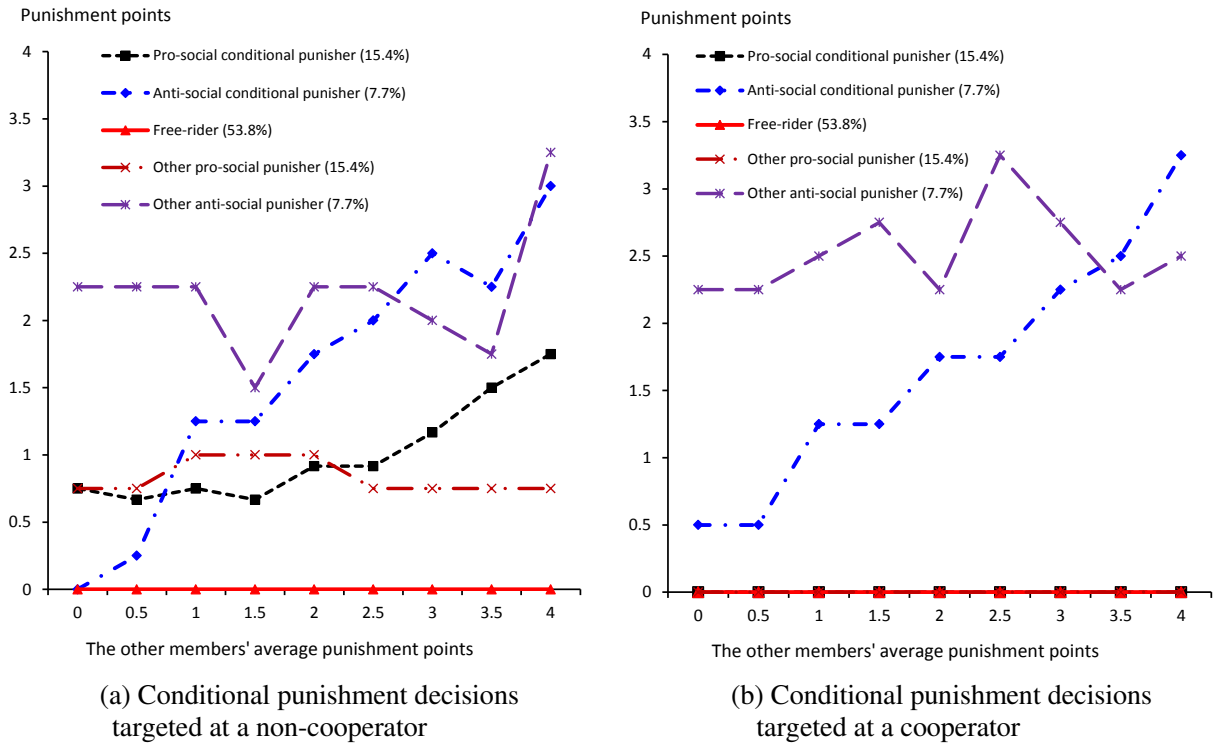 Punishment points
4
3.5
3
2.5
2
1.5
1
0.5
0
Pro-social conditional punisher (15.4%)
Anti-social conditional punisher (7.7%)
Free-rider (53.8%)
Other pro-social punisher (15.4%)
Other anti-social punisher (7.7%)
0 0.5 1 1.5 2 2.5 3 3.5 4
The other members' average punishment points
(a) Conditional punishment decisions
targeted at a non-cooperator
Punishment points
4
3.5
3
2.5
2
1.5
1
0.5
0
Pro-social conditional punisher (15.4%)
Anti-social conditional punisher (7.7%)
Free-rider (53.8%)
Other pro-social punisher (15.4%)
Other anti-social punisher (7.7%)
0 0.5 1 1.5 2 2.5 3 3.5 4
The other members' average punishment points
(b) Conditional punishment decisions
targeted at a cooperator